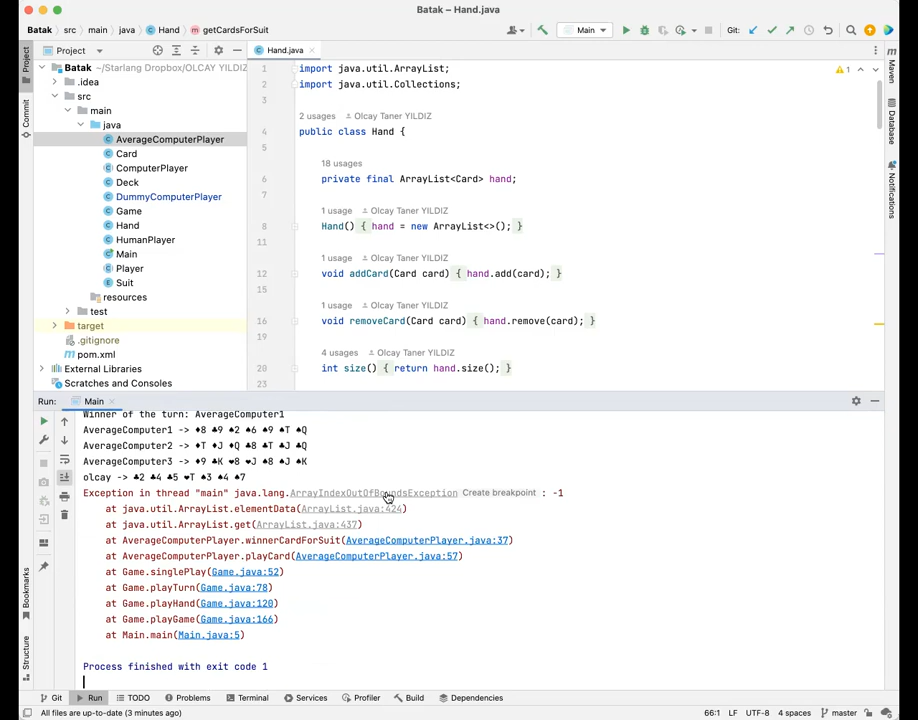 Batak – Hand.java
Batak › src › main › java › Hand › getCardsForSuit
Main
Git:
Project
Hand.java
Batak ~/Starlang Dropbox/OLCAY YILDIZ
.idea
src
main
java
AverageComputerPlayer
Card
ComputerPlayer
Deck
DummyComputerPlayer
Game
Hand
HumanPlayer
Main
Player
Suit
resources
test
target
.gitignore
pom.xml
External Libraries
Scratches and Consoles
1 import java.util.ArrayList;
2 import java.util.Collections;
3
2 usages Olcay Taner YILDIZ
4 public class Hand {
5
18 usages
6 private final ArrayList<Card> hand;
7
1 usage Olcay Taner YILDIZ
8 Hand() { hand = new ArrayList<>(); }
11
1 usage Olcay Taner YILDIZ
12 void addCard(Card card) { hand.add(card); }
15
1 usage Olcay Taner YILDIZ
16 void removeCard(Card card) { hand.remove(card); }
19
4 usages Olcay Taner YILDIZ
20 int size() { return hand.size(); }
23
1
Project
Commit
Bookmarks
Structure
Maven
Database
Notifications
Run: Main
Winner of the turn: AverageComputer1
AverageComputer1 -> ♦8 ♣9 ♠2 ♠6 ♠9 ♠T ♠Q
AverageComputer2 -> ♦T ♦J ♦Q ♣8 ♣T ♣J ♣Q
AverageComputer3 -> ♦9 ♣K ♥8 ♥J ♠8 ♠J ♠K
olcay -> ♣2 ♣4 ♣5 ♥T ♠3 ♠4 ♠7
Exception in thread "main" java.lang.ArrayIndexOutOfBoundsException Create breakpoint : -1
at java.util.ArrayList.elementData(ArrayList.java:424)
at java.util.ArrayList.get(ArrayList.java:437)
at AverageComputerPlayer.winnerCardForSuit(AverageComputerPlayer.java:37)
at AverageComputerPlayer.playCard(AverageComputerPlayer.java:57)
at Game.singlePlay(Game.java:52)
at Game.playTurn(Game.java:78)
at Game.playHand(Game.java:120)
at Game.playGame(Game.java:166)
at Main.main(Main.java:5)
Process finished with exit code 1
Git Run TODO Problems Terminal Services Profiler Build Dependencies
All files are up-to-date (3 minutes ago) 66:1 LF UTF-8 4 spaces master